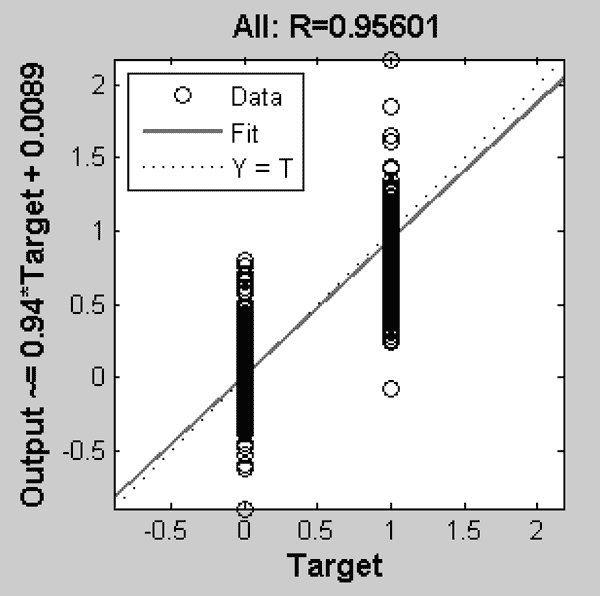 All: R=0.95601
Output ~= 0.94*Target + 0.0089
2
1.5
1
0.5
0
-0.5
Data
Fit
Y = T
-0.5 0 0.5 1 1.5 2
Target